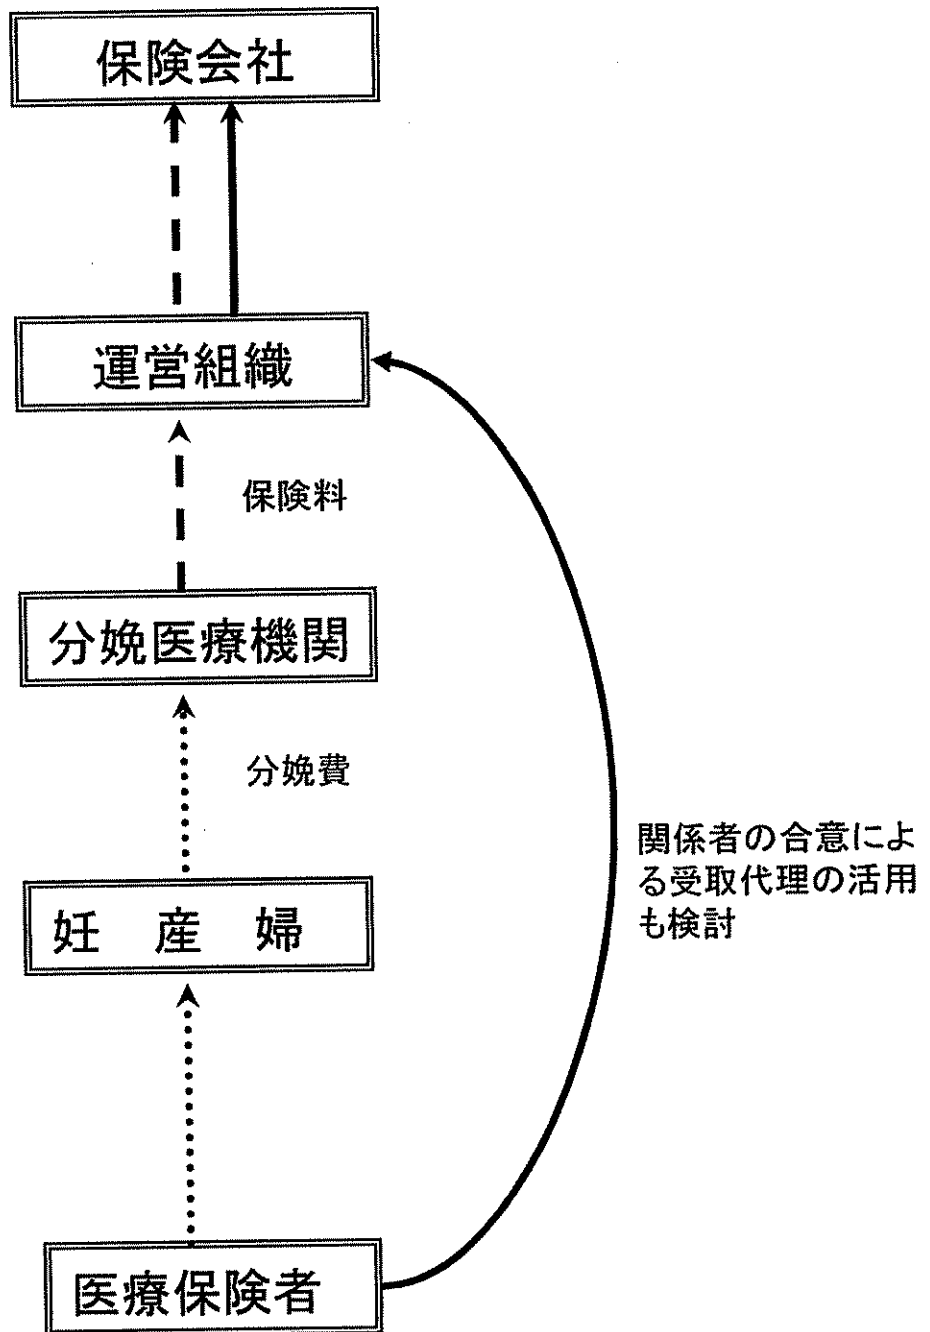 保険会社
運営組織
保険料
分娩医療機関
分娩費
関係者の合意によ
る受取代理の活用
も検討
妊　産　婦
医療保険者